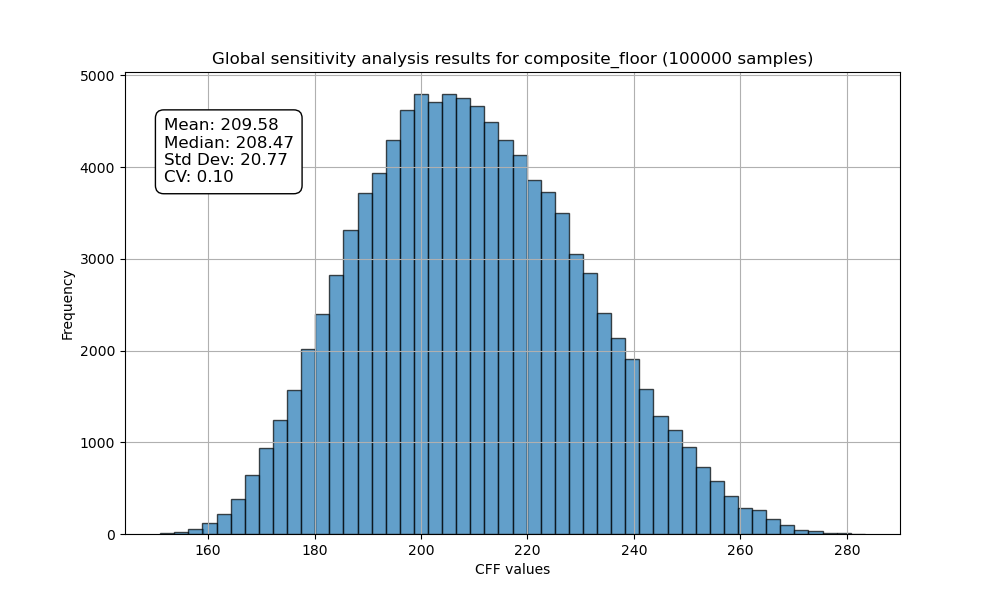 Global sensitivity analysis results for composite_floor (100000 samples)
5000
4000
3000
2000
1000
0
Frequency
Mean: 209.58
Median: 208.47
Std Dev: 20.77
CV: 0.10
160 180 200 220 240 260 280
CFF values